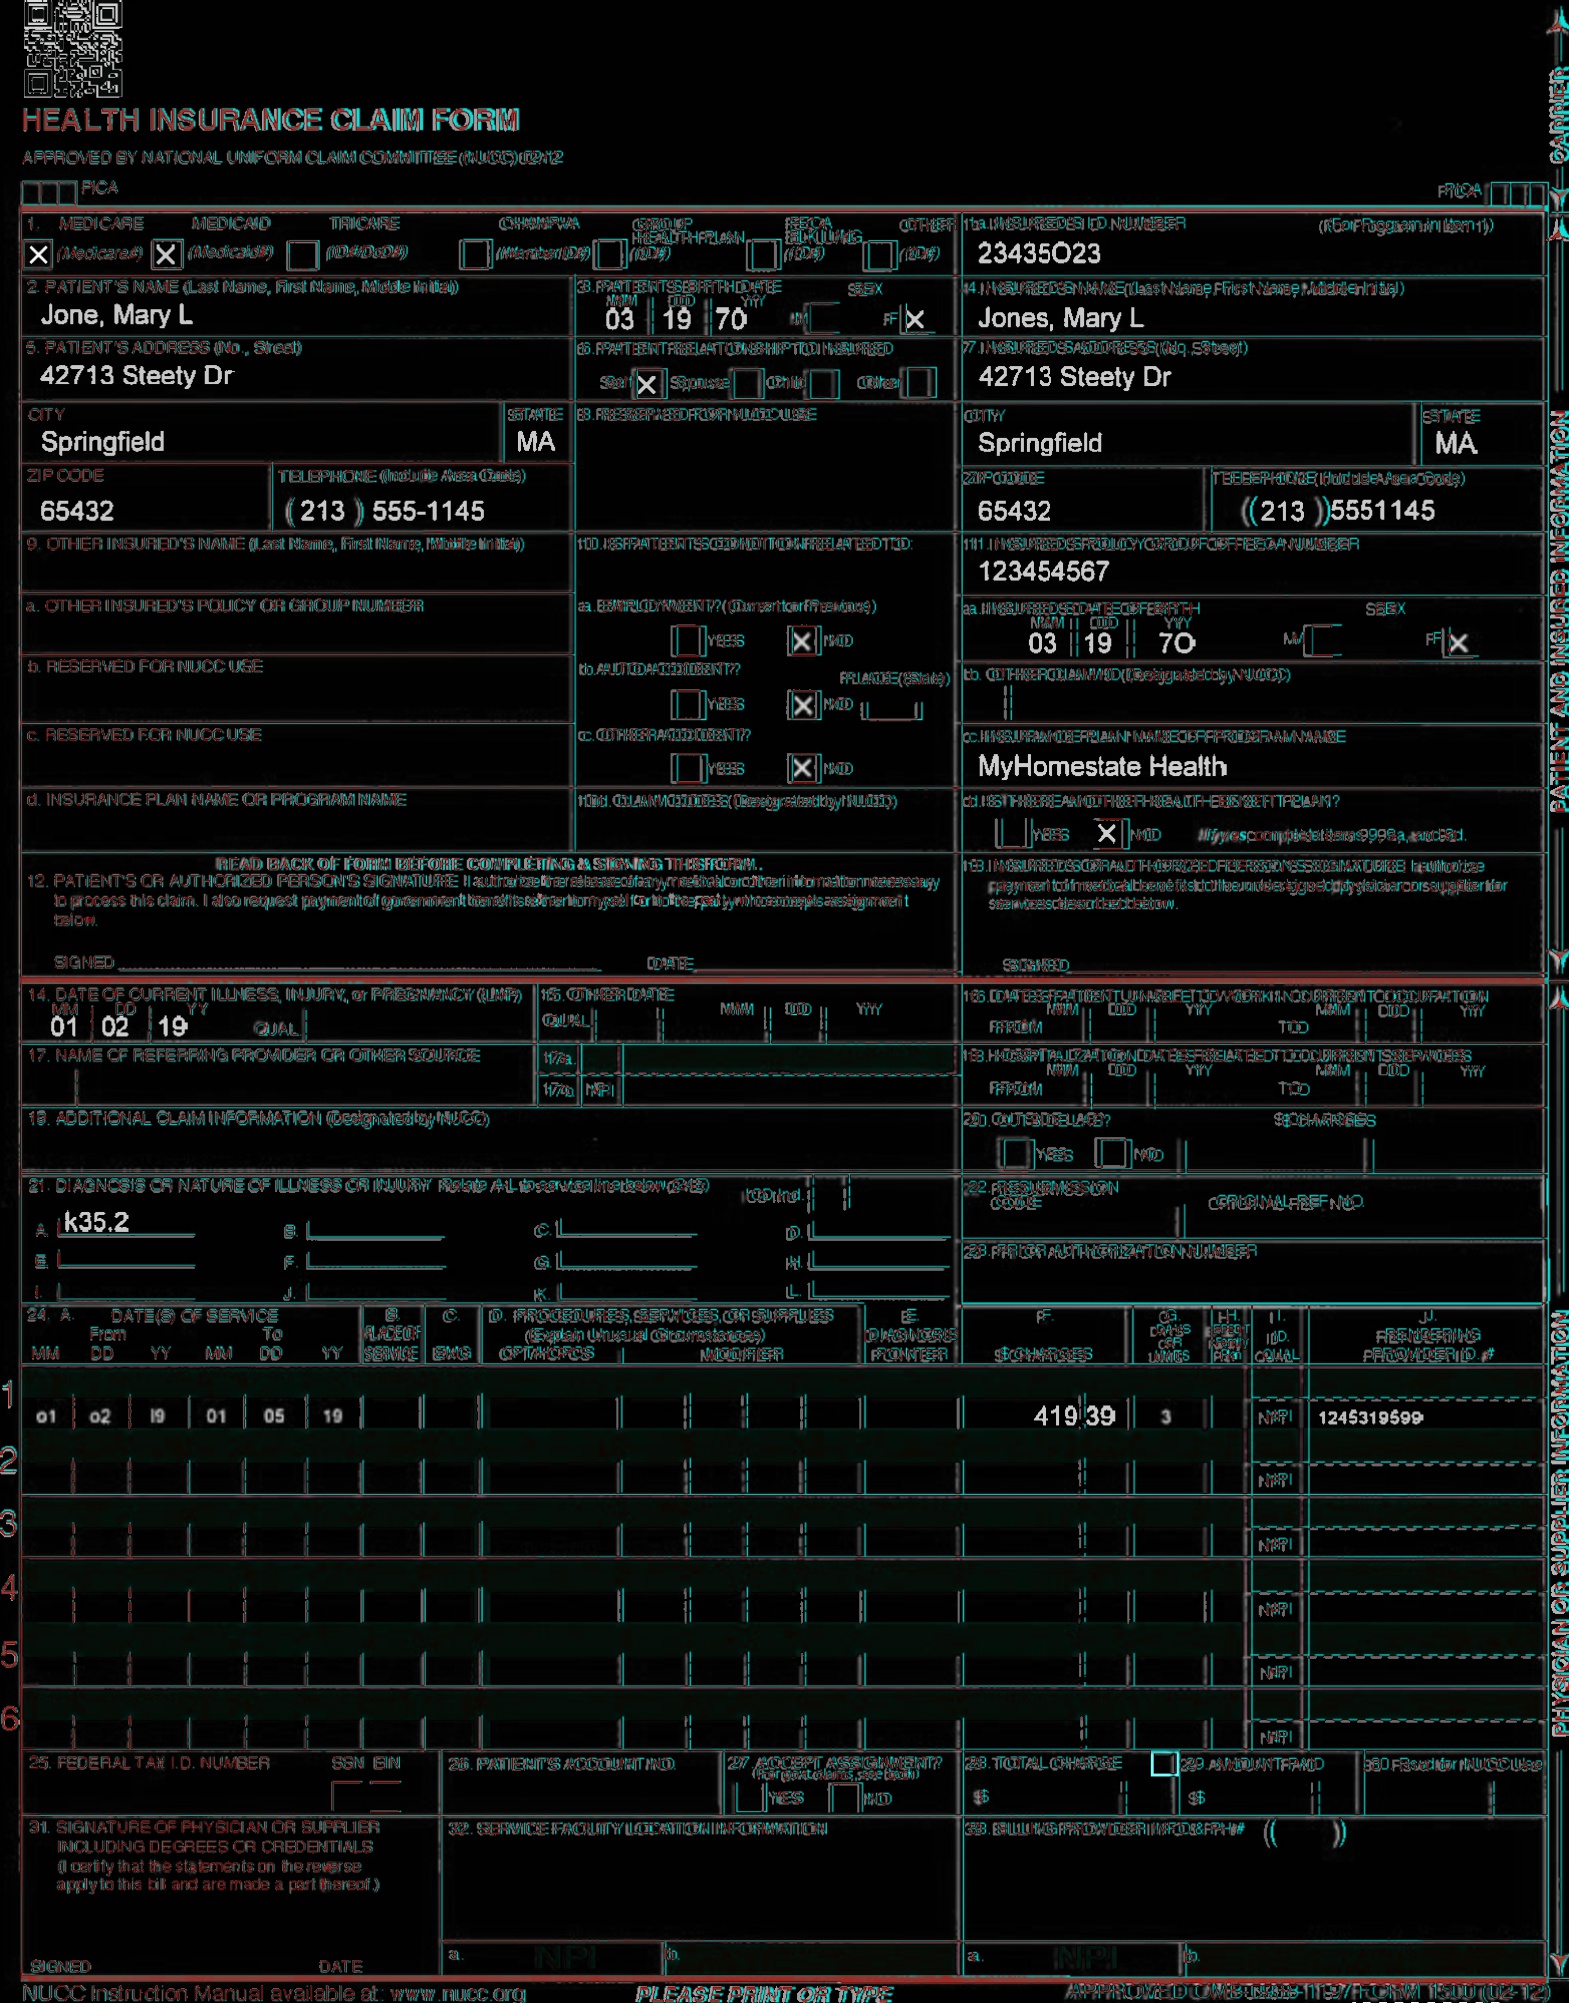 HEALTH INSURANCE CLAIM FORM
APPROVED BY NATIONAL UNIFORM CLAIM COMMITTEE (NUCC) 02/12
PICA PICA
CARRIER
1. MEDICARE MEDICAID TRICARE CHAMPVA GROUP HEALTH PLAN FECA BLK LUNG OTHER 1a. INSURED'S I.D. NUMBER (For Program in Item 1)
(Medicare#) (Medicaid#) (ID#/DoD#) (Member ID#) (ID#) (ID#) (ID#) 23435O23
2. PATIENT'S NAME (Last Name, First Name, Middle Initial) 3. PATIENT'S BIRTH DATE SEX 4. INSURED'S NAME (Last Name, First Name, Middle Initial)
MM DD YY
Jone, Mary L 03 19 70 M F Jones, Mary L
5. PATIENT'S ADDRESS (No., Street) 6. PATIENT RELATIONSHIP TO INSURED 7. INSURED'S ADDRESS (No., Street)
42713 Steety Dr Self Spouse Child Other 42713 Steety Dr
CITY STATE 8. RESERVED FOR NUCC USE CITY STATE
Springfield MA Springfield MA
ZIP CODE TELEPHONE (Include Area Code) ZIP CODE TELEPHONE (Include Area Code)
65432 (213) 555-1145 65432 (213) 5551145
9. OTHER INSURED'S NAME (Last Name, First Name, Middle Initial) 10. IS PATIENT'S CONDITION RELATED TO: 11. INSURED'S POLICY GROUP OR FECA NUMBER
123454567
a. OTHER INSURED'S POLICY OR GROUP NUMBER a. EMPLOYMENT? (Current or Previous) a. INSURED'S DATE OF BIRTH SEX
MM DD YY
YES NO 03 19 7O M F
b. RESERVED FOR NUCC USE b. AUTO ACCIDENT? PLACE (State) b. OTHER CLAIM ID (Designated by NUCC)
YES NO
c. RESERVED FOR NUCC USE c. OTHER ACCIDENT? c. INSURANCE PLAN NAME OR PROGRAM NAME
YES NO MyHomestate Health
d. INSURANCE PLAN NAME OR PROGRAM NAME 10d. CLAIM CODES (Designated by NUCC) d. IS THERE ANOTHER HEALTH BENEFIT PLAN?
YES NO If yes, complete items 9, 9a, and 9d.
READ BACK OF FORM BEFORE COMPLETING & SIGNING THIS FORM.
12. PATIENT'S OR AUTHORIZED PERSON'S SIGNATURE I authorize the release of any medical or other information necessary
to process this claim. I also request payment of government benefits either to myself or to the party who accepts assignment
below.
SIGNED DATE
13. INSURED'S OR AUTHORIZED PERSON'S SIGNATURE I authorize
payment of medical benefits to the undersigned physician or supplier for
services described below.
SIGNED
PATIENT AND INSURED INFORMATION
14. DATE OF CURRENT ILLNESS, INJURY, or PREGNANCY (LMP) 15. OTHER DATE 16. DATES PATIENT UNABLE TO WORK IN CURRENT OCCUPATION
MM DD YY MM DD YY MM DD YY MM DD YY
01 02 19 QUAL. QUAL. FROM TO
17. NAME OF REFERRING PROVIDER OR OTHER SOURCE 17a. 18. HOSPITALIZATION DATES RELATED TO CURRENT SERVICES
MM DD YY MM DD YY
17b. NPI FROM TO
19. ADDITIONAL CLAIM INFORMATION (Designated by NUCC) 20. OUTSIDE LAB? $ CHARGES
YES NO
21. DIAGNOSIS OR NATURE OF ILLNESS OR INJURY Relate A-L to service line below (24E) ICD Ind. 22. RESUBMISSION CODE ORIGINAL REF. NO.
A. k35.2 B. C. D.
E. F. G. H. 23. PRIOR AUTHORIZATION NUMBER
I. J. K. L.
24. A. DATE(S) OF SERVICE B. C. D. PROCEDURES, SERVICES, OR SUPPLIES E. F. G. H. I. J.
From To PLACE OF (Explain Unusual Circumstances) DIAGNOSIS DAYS OR ID. RENDERING
MM DD YY MM DD YY SERVICE EMG CPT/HCPCS MODIFIER POINTER $ CHARGES UNITS QUAL. PROVIDER ID. #
1 o1 o2 l9 01 05 19 419 39 3 NPI 1245319599
2 NPI
3 NPI
4 NPI
5 NPI
6 NPI
25. FEDERAL TAX I.D. NUMBER SSN EIN 26. PATIENT'S ACCOUNT NO. 27. ACCEPT ASSIGNMENT? 28. TOTAL CHARGE 29. AMOUNT PAID 30. Rsvd for NUCC Use
(For govt. claims, see back)
YES NO $ $
31. SIGNATURE OF PHYSICIAN OR SUPPLIER
INCLUDING DEGREES OR CREDENTIALS
(I certify that the statements on the reverse
apply to this bill and are made a part thereof.)
SIGNED DATE
32. SERVICE FACILITY LOCATION INFORMATION
a. NPI b.
33. BILLING PROVIDER INFO & PH# ( )
a. NPI b.
PHYSICIAN OR SUPPLIER INFORMATION
NUCC Instruction Manual available at: www.nucc.org PLEASE PRINT OR TYPE APPROVED OMB-0938-1197 FORM 1500 (02-12)